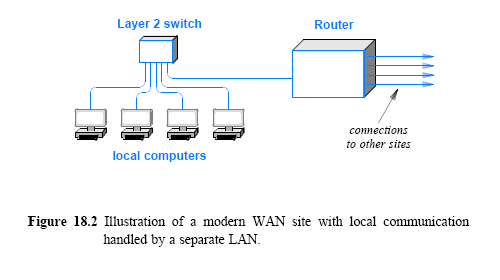 Layer 2 switch
Router
local computers
connections
to other sites
Figure 18.2 Illustration of a modern WAN site with local communication
handled by a separate LAN.